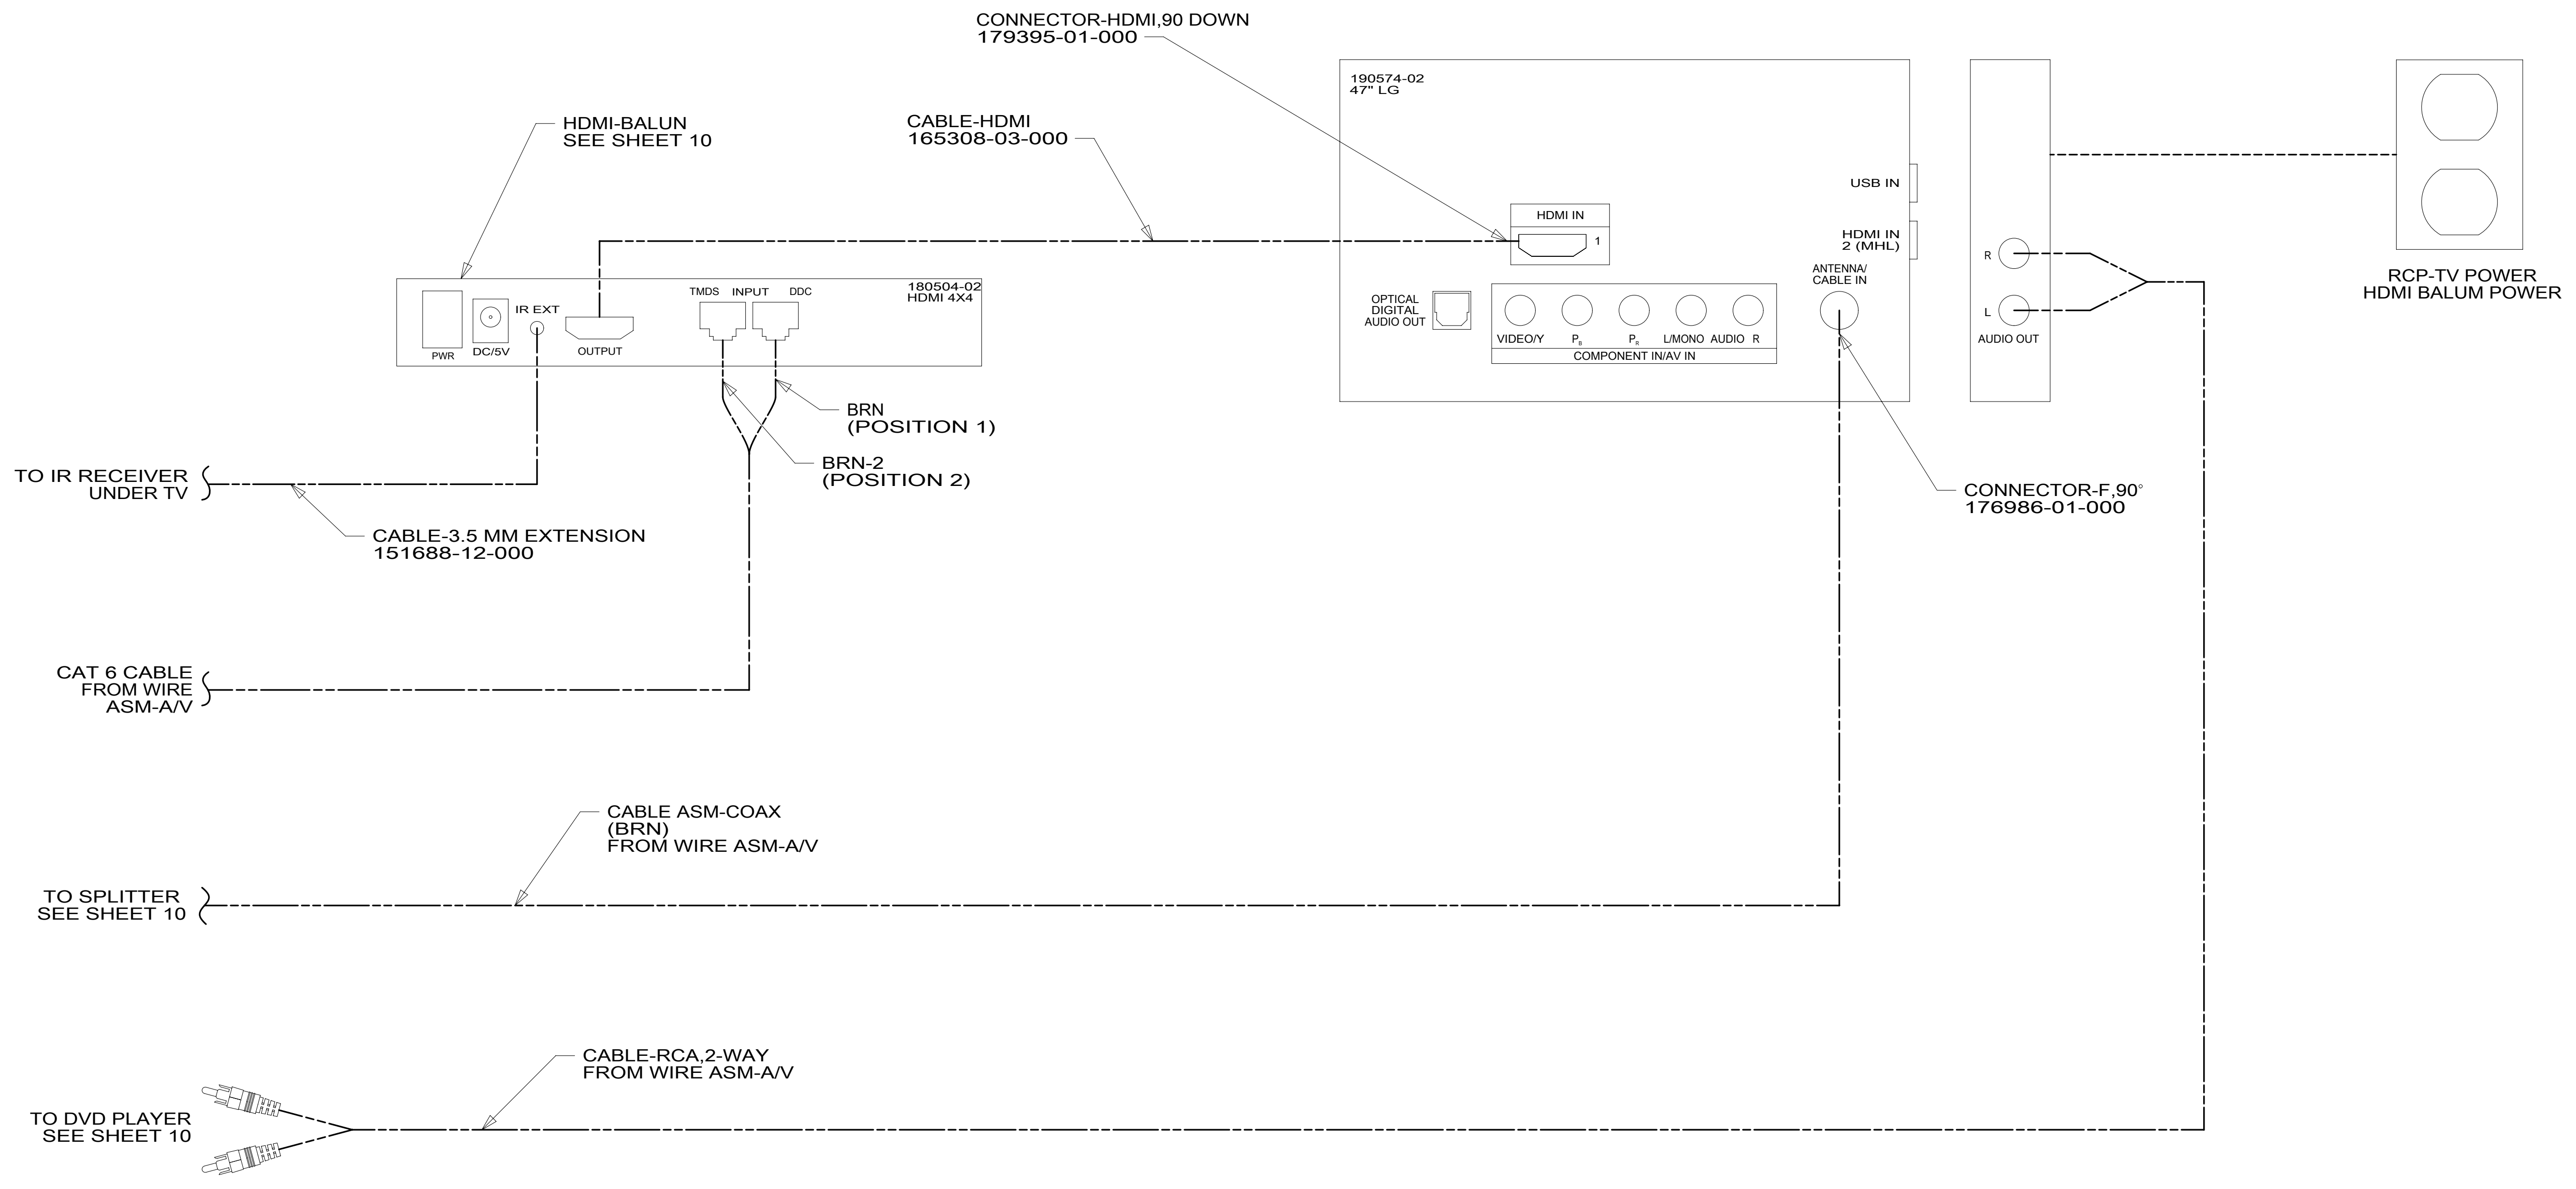 CONNECTOR-HDMI,90 DOWN
179395-01-000
190574-02
47" LG
HDMI-BALUN
SEE SHEET 10
CABLE-HDMI
165308-03-000
USB IN
HDMI IN
1
HDMI IN
2 (MHL)
ANTENNA/
CABLE IN
R
L
AUDIO OUT
RCP-TV POWER
HDMI BALUM POWER
180504-02
HDMI 4X4
TMDS INPUT DDC
IR EXT
PWR
DC/5V
OUTPUT
OPTICAL
DIGITAL
AUDIO OUT
VIDEO/Y PB PR L/MONO AUDIO R
COMPONENT IN/AV IN
BRN
(POSITION 1)
BRN-2
(POSITION 2)
TO IR RECEIVER
UNDER TV
CONNECTOR-F,90°
176986-01-000
CABLE-3.5 MM EXTENSION
151688-12-000
CAT 6 CABLE
FROM WIRE
ASM-A/V
CABLE ASM-COAX
(BRN)
FROM WIRE ASM-A/V
TO SPLITTER
SEE SHEET 10
CABLE-RCA,2-WAY
FROM WIRE ASM-A/V
TO DVD PLAYER
SEE SHEET 10